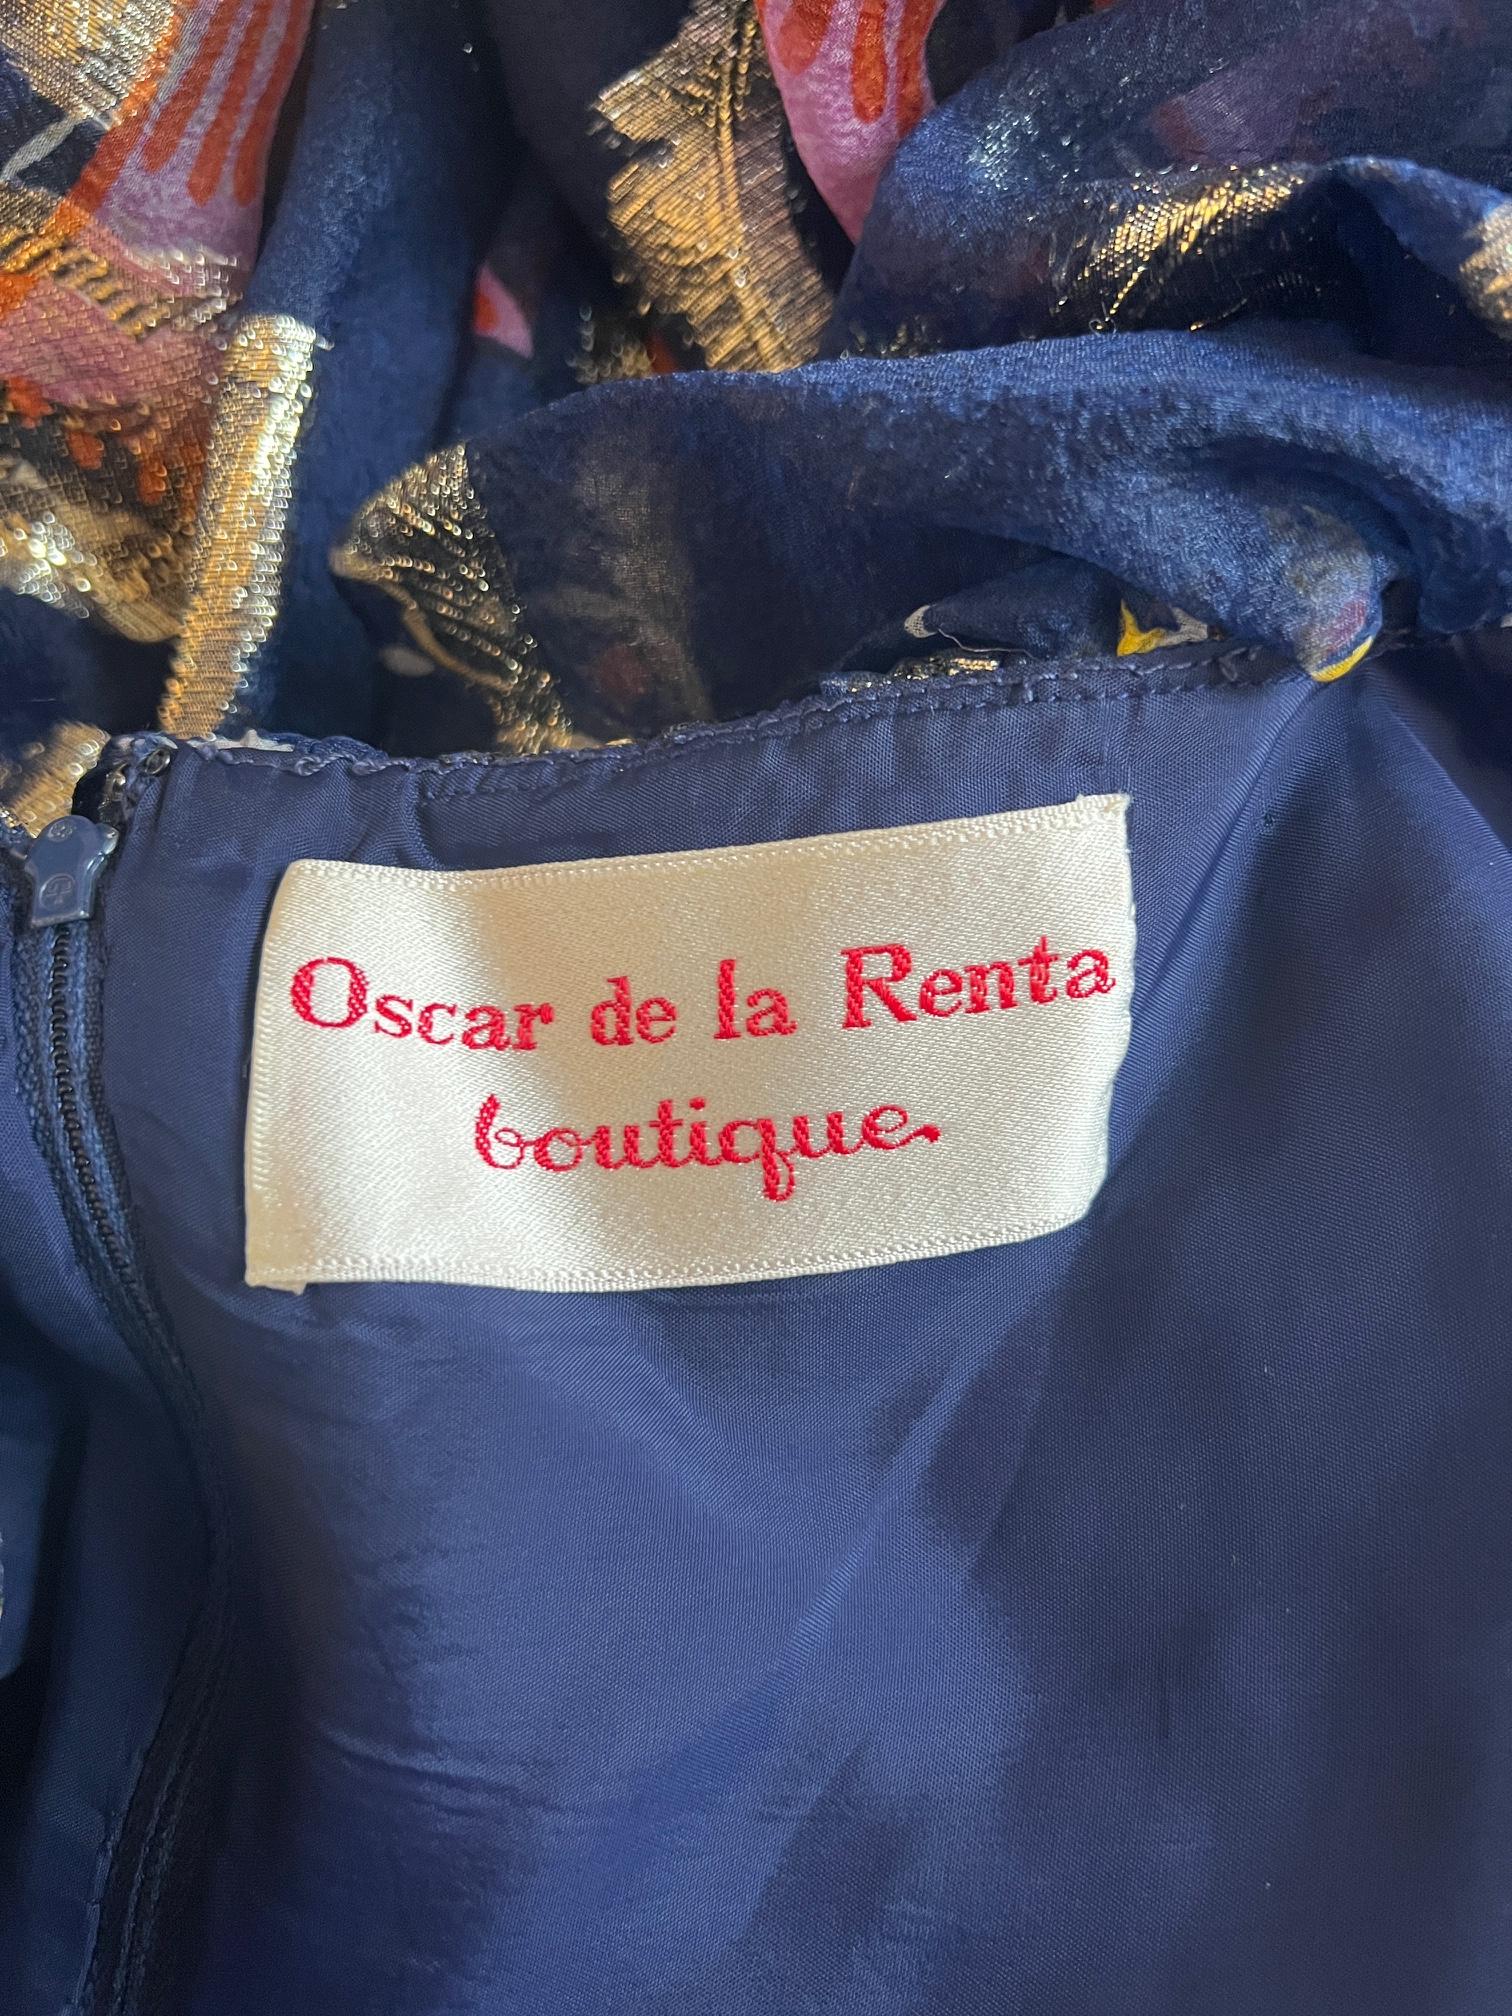 Oscar de la Renta
boutique